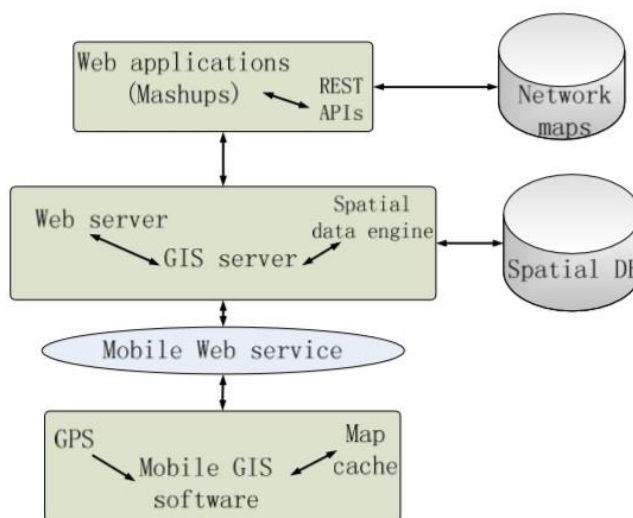 Web applications
(Mashups)
REST
APIs
Network
maps
Web server
Spatial
data engine
GIS server
Spatial Db
Mobile Web service
GPS
Map
cache
Mobile GIS
software